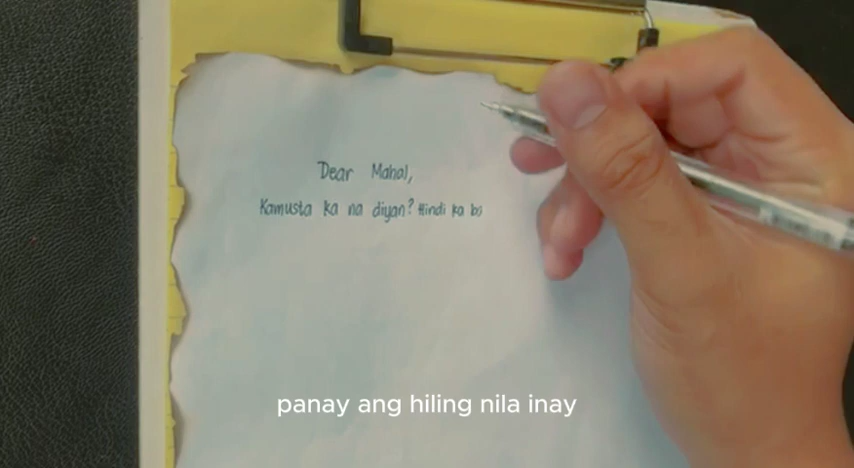 Dear Mahal,
Kamusta ka na diyan? Hindi ka
panay ang hiling nila inay